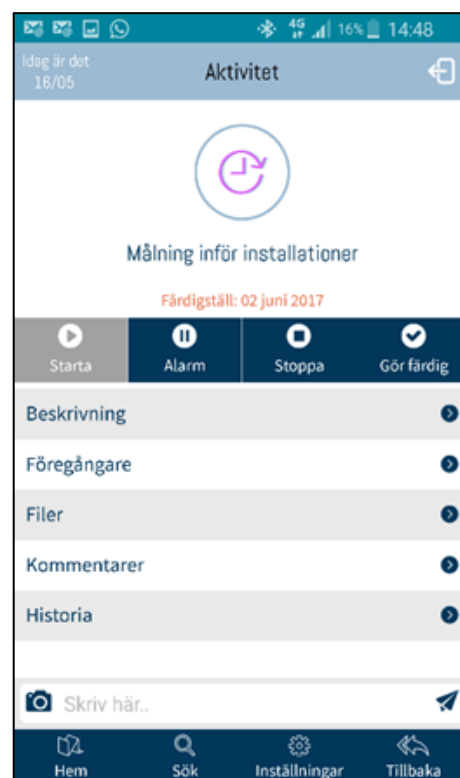 4G 16% 14:48
Idag är det
16/05
Aktivitet
Målning inför installationer
Färdigställ: 02 juni 2017
Starta Alarm Stoppa Gör färdig
Beskrivning
Föregångare
Filer
Kommentarer
Historia
Skriv här..
Hem Sök Inställningar Tillbaka